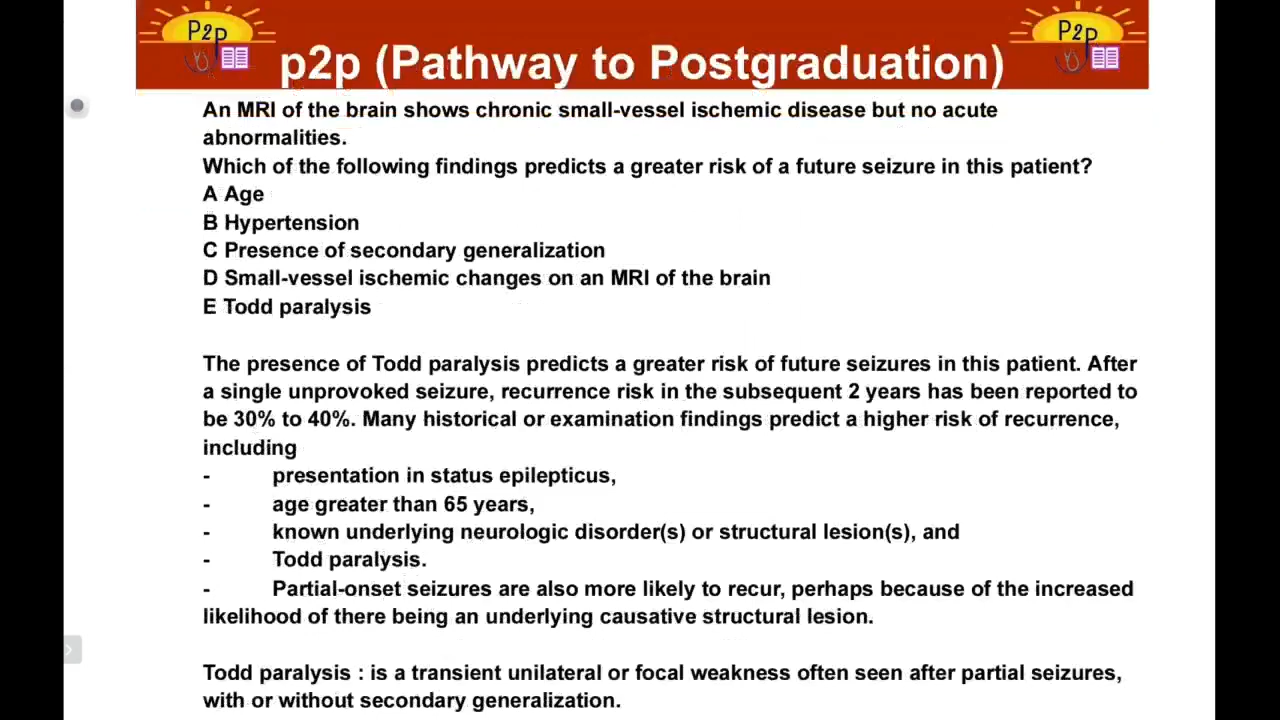 P2P
P2P
p2p (Pathway to Postgraduation)
An MRI of the brain shows chronic small-vessel ischemic disease but no acute
abnormalities.
Which of the following findings predicts a greater risk of a future seizure in this patient?
A Age
B Hypertension
C Presence of secondary generalization
D Small-vessel ischemic changes on an MRI of the brain
E Todd paralysis
The presence of Todd paralysis predicts a greater risk of future seizures in this patient. After
a single unprovoked seizure, recurrence risk in the subsequent 2 years has been reported to
be 30% to 40%. Many historical or examination findings predict a higher risk of recurrence,
including
- presentation in status epilepticus,
- age greater than 65 years,
- known underlying neurologic disorder(s) or structural lesion(s), and
- Todd paralysis.
- Partial-onset seizures are also more likely to recur, perhaps because of the increased
likelihood of there being an underlying causative structural lesion.
Todd paralysis : is a transient unilateral or focal weakness often seen after partial seizures,
with or without secondary generalization.